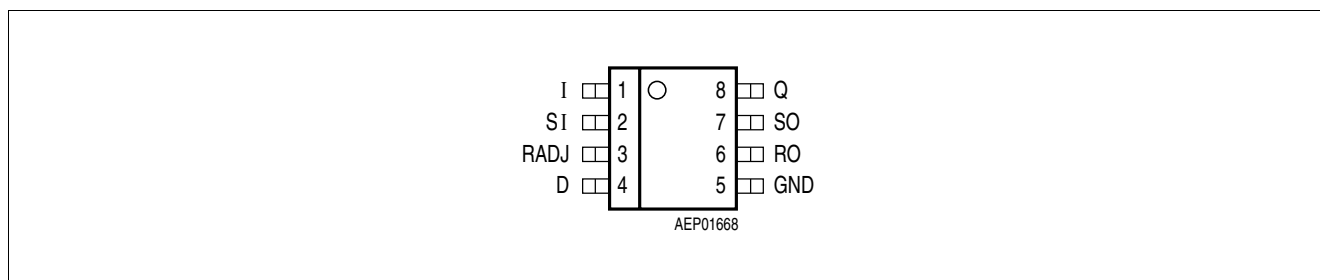 I 1 8 Q
SI 2 7 SO
RADJ 3 6 RO
D 4 5 GND
AEP01668